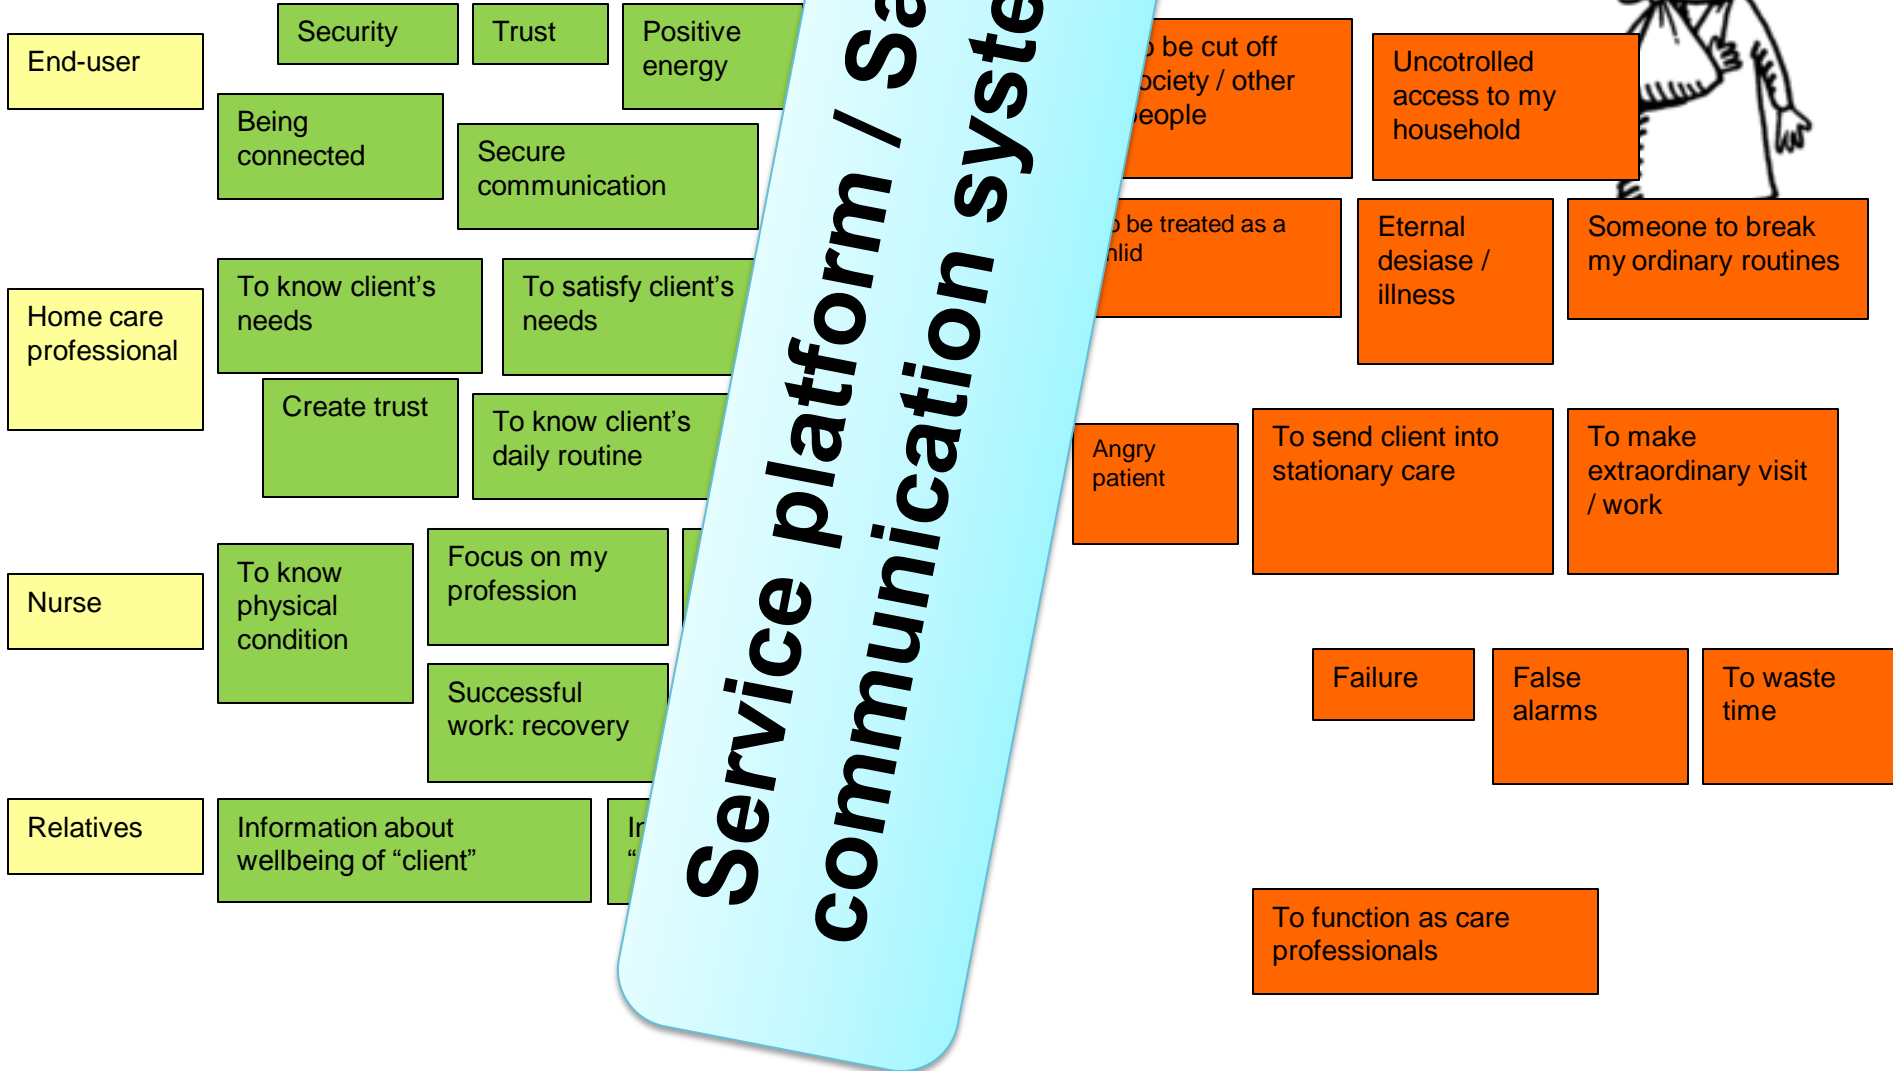 End-user
Security
Trust
Positive
energy
Being
connected
Secure
communication
be cut off
/ other
Uncotrolled
access to my
household
be treated as a
Eternal
desiase /
illness
Someone to break
my ordinary routines
Home care
professional
To know client’s
needs
To satisfy client’s
needs
Create trust
To know client’s
daily routine
Angry
patient
To send client into
stationary care
To make
extraordinary visit
/ work
Nurse
To know
physical
condition
Focus on my
profession
Successful
work: recovery
Failure
False
alarms
To waste
time
Relatives
Information about
wellbeing of “client”
To function as care
professionals
Service platform /
communication